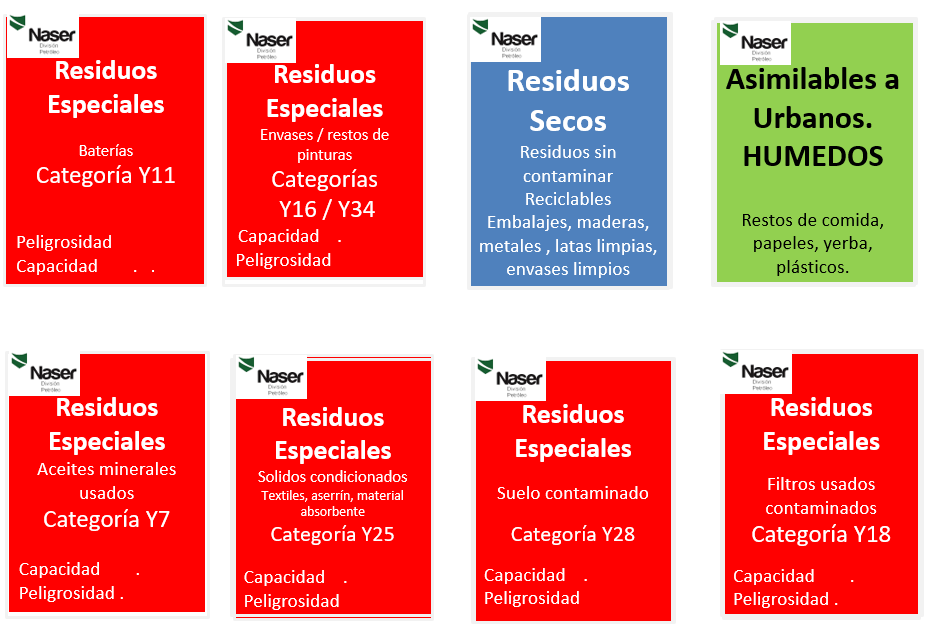 Naser
División
Petróleo
Residuos
Especiales
Baterías
Categoría Y11
Peligrosidad
Capacidad . .
Naser
División
Petróleo
Residuos
Especiales
Envases / restos de
pinturas
Categorías
Y16 / Y34
Capacidad .
Peligrosidad
Naser
División
Petróleo
Residuos
Secos
Residuos sin
contaminar
Reciclables
Embalajes, maderas,
metales , latas limpias,
envases limpios
Naser
División
Petróleo
Asimilables a
Urbanos.
HUMEDOS
Restos de comida,
papeles, yerba,
plásticos.
Naser
División
Petróleo
Residuos
Especiales
Aceites minerales
usados
Categoría Y7
Capacidad .
Peligrosidad .
Naser
División
Petróleo
Residuos
Especiales
Solidos condicionados
Textiles, aserrín, material
absorbente
Categoría Y25
Capacidad .
Peligrosidad
Naser
División
Petróleo
Residuos
Especiales
Suelo contaminado
Categoría Y28
Capacidad .
Peligrosidad
Naser
División
Petróleo
Residuos
Especiales
Filtros usados
contaminados
Categoría Y18
Capacidad .
Peligrosidad .